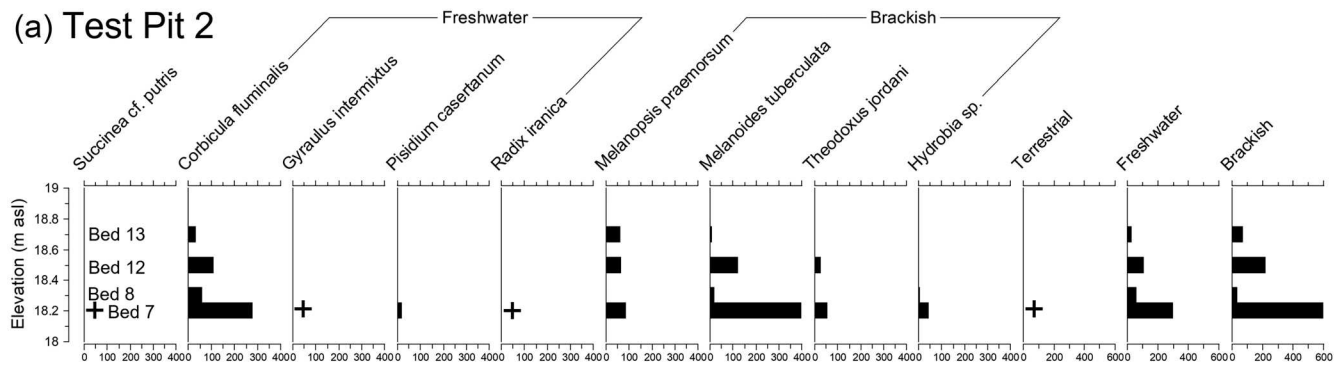 (a) Test Pit 2
Freshwater
Brackish
Succinea cf. putris
Corbicula fluminalis
Gyraulus intermixtus
Pisidium casertanum
Radix iranica
Melanopsis praemorsum
Melanoides tuberculata
Theodoxus jordani
Hydrobia sp.
Terrestrial
Freshwater
Brackish
Elevation (m asl)
19
18.8
18.6
18.4
18.2
18
Bed 13
Bed 12
Bed 8
Bed 7
0 100 200 300 400
0 100 200 300 400
0 100 200 300 400
0 100 200 300 400
0 100 200 300 400
0 100 200 300 400
0 100 200 300 400
0 100 200 300 400
0 100 200 300 400
0 200 400 600
0 200 400 600
0 200 400 600